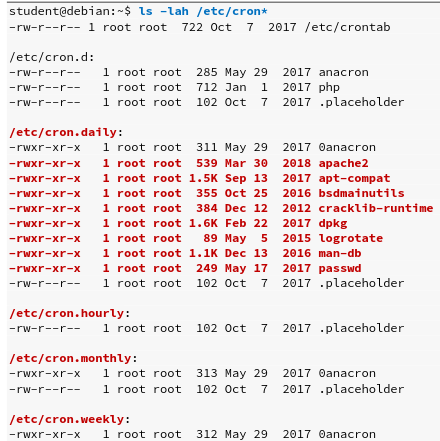 student@debian:~$ ls -lah /etc/cron*
-rw-r--r-- 1 root root  722 Oct  7  2017 /etc/crontab

/etc/cron.d:
-rw-r--r--   1 root root  285 May 29  2017 anacron
-rw-r--r--   1 root root  712 Jan  1  2017 php
-rw-r--r--   1 root root  102 Oct  7  2017 .placeholder

/etc/cron.daily:
-rwxr-xr-x   1 root root  311 May 29  2017 0anacron
-rwxr-xr-x   1 root root  539 Mar 30  2018 apache2
-rwxr-xr-x   1 root root 1.5K Sep 13  2017 apt-compat
-rwxr-xr-x   1 root root  355 Oct 25  2016 bsdmainutils
-rwxr-xr-x   1 root root  384 Dec 12  2012 cracklib-runtime
-rwxr-xr-x   1 root root 1.6K Feb 22  2017 dpkg
-rwxr-xr-x   1 root root   89 May  5  2015 logrotate
-rwxr-xr-x   1 root root 1.1K Dec 13  2016 man-db
-rwxr-xr-x   1 root root  249 May 17  2017 passwd
-rw-r--r--   1 root root  102 Oct  7  2017 .placeholder

/etc/cron.hourly:
-rw-r--r--   1 root root  102 Oct  7  2017 .placeholder

/etc/cron.monthly:
-rwxr-xr-x   1 root root  313 May 29  2017 0anacron
-rw-r--r--   1 root root  102 Oct  7  2017 .placeholder

/etc/cron.weekly:
-rwxr-xr-x   1 root root  312 May 29  2017 0anacron